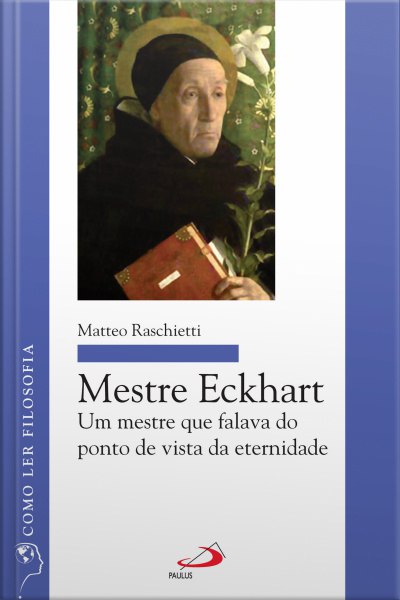 Matteo Raschietti
Mestre Eckhart
Um mestre que falava do
ponto de vista da eternidade
COMO LER FILOSOFIA
PAULUS